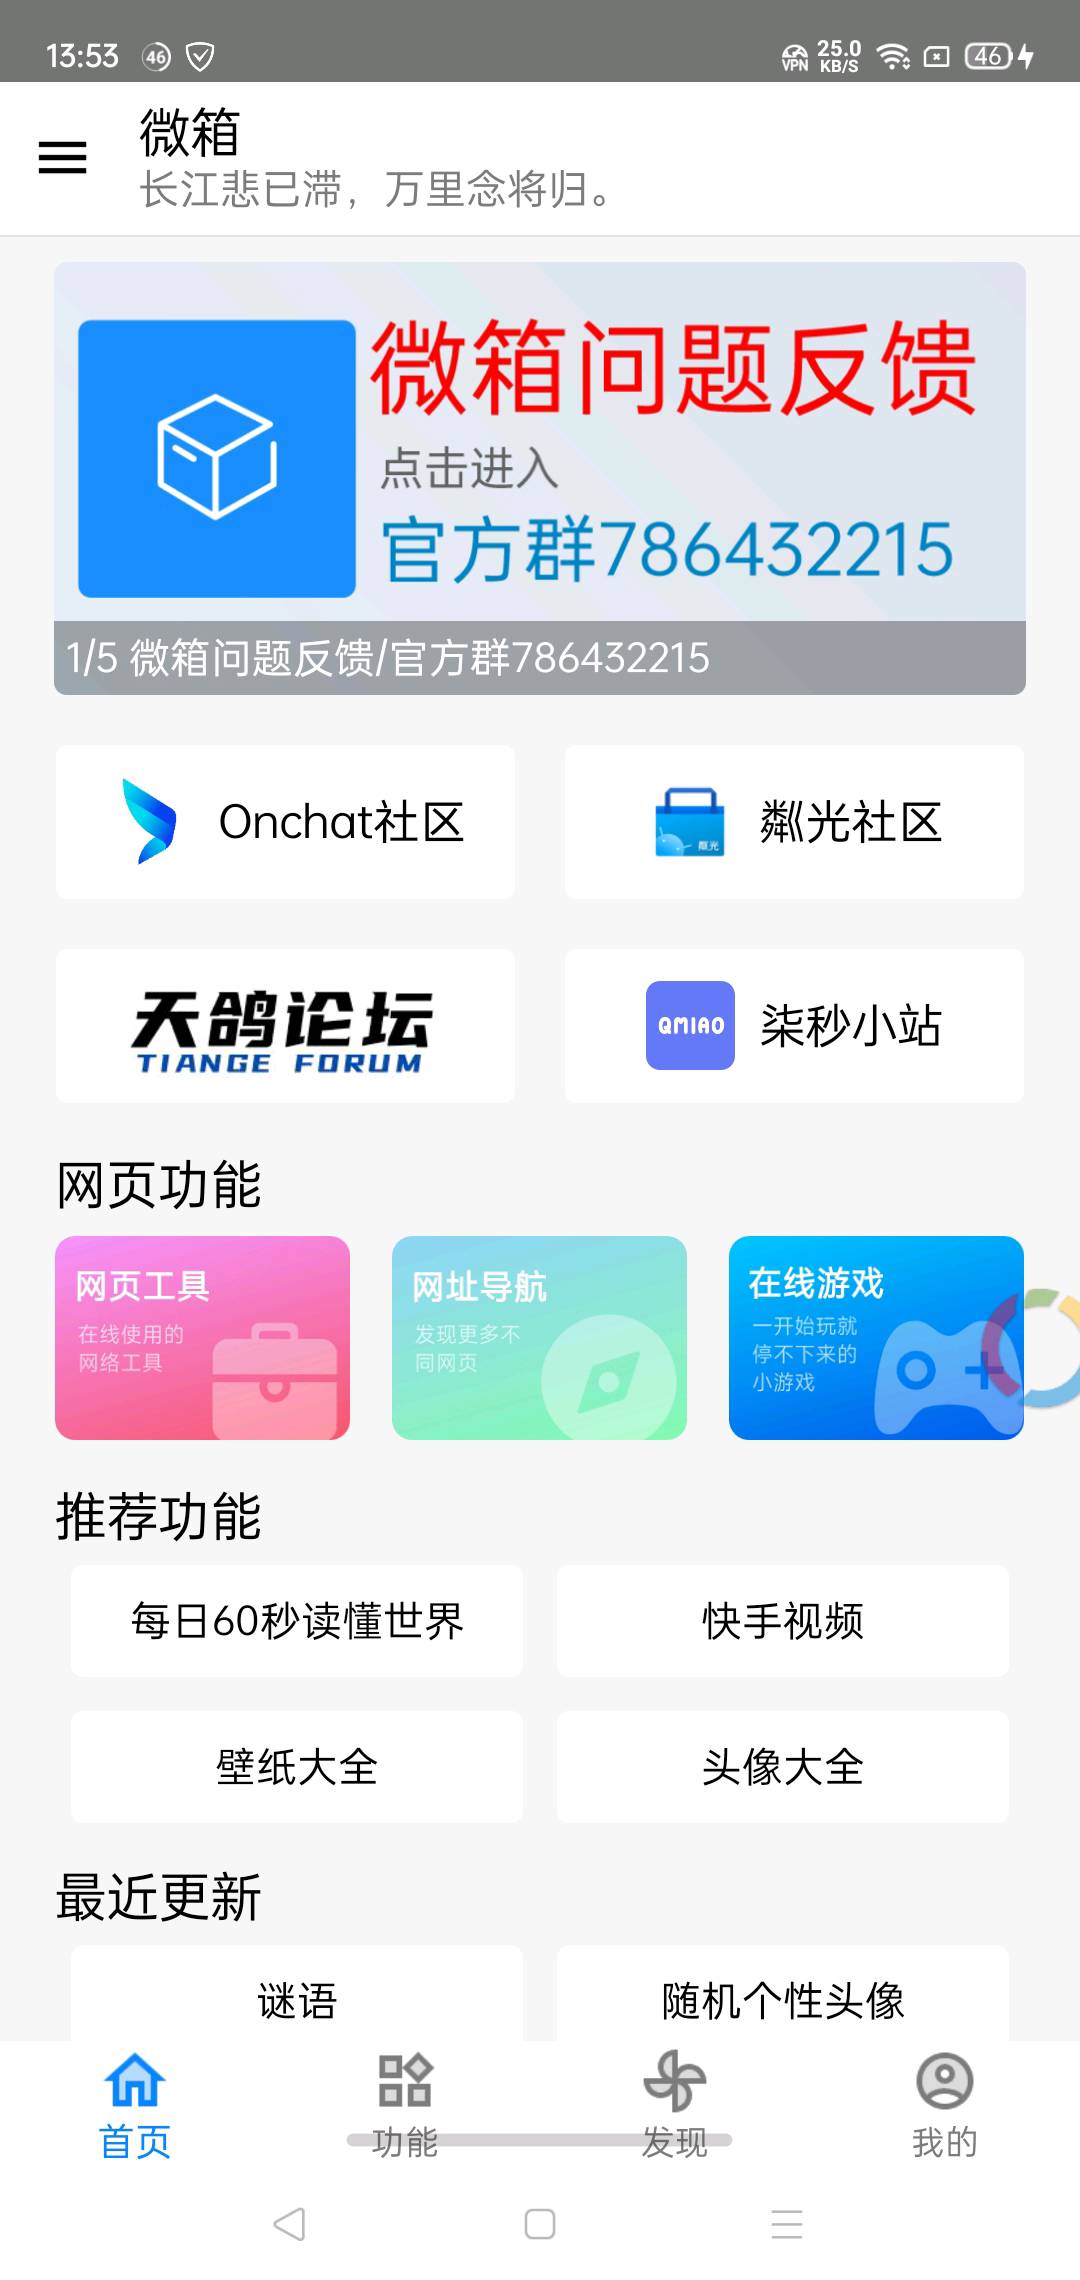 13:53
46
VPN
25.0
KB/S
46
微箱
长江悲已滞，万里念将归。
微箱问题反馈
点击进入
官方群786432215
1/5 微箱问题反馈/官方群786432215
Onchat社区
粼光社区
天鸽论坛
TIANGE FORUM
QMIAO
柒秒小站
网页功能
网页工具
在线使用的
网络工具
网址导航
发现更多不
同网页
在线游戏
一开始玩就
停不下来的
小游戏
推荐功能
每日60秒读懂世界
快手视频
壁纸大全
头像大全
最近更新
谜语
随机个性头像
首页
功能
发现
我的